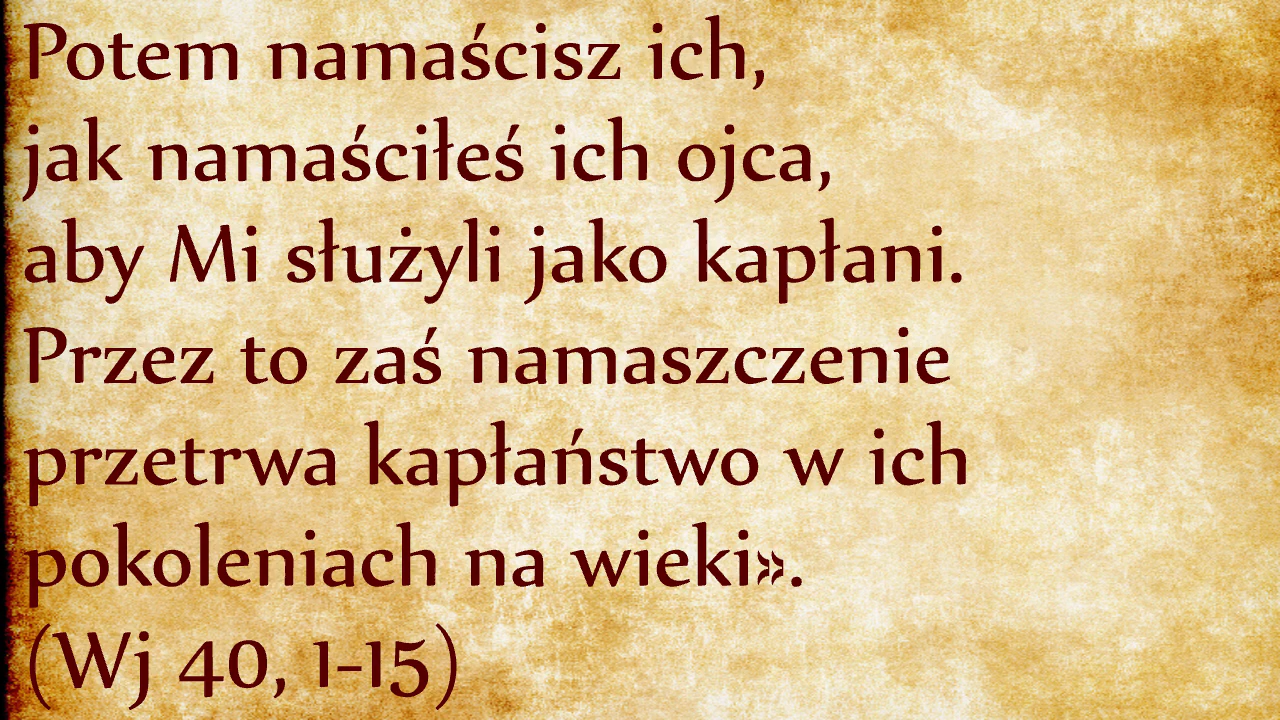 Potem namaścisz ich,
jak namaściłeś ich ojca,
aby Mi służyli jako kapłani.
Przez to zaś namaszczenie
przetrwa kapłaństwo w ich
pokoleniach na wieki».
(Wj 40, 1-15)